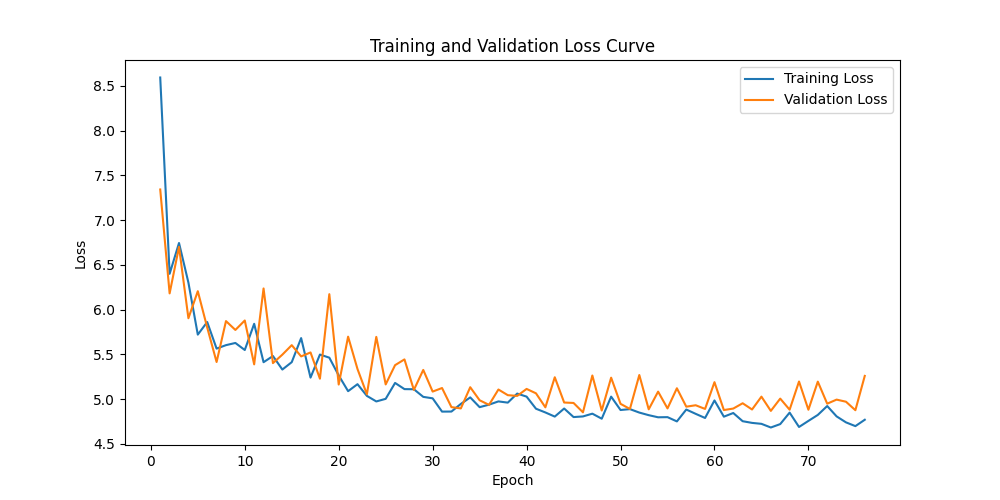 Training and Validation Loss Curve
Training Loss
Validation Loss
8.5
8.0
7.5
7.0
6.5
6.0
5.5
5.0
4.5
Loss
0 10 20 30 40 50 60 70
Epoch